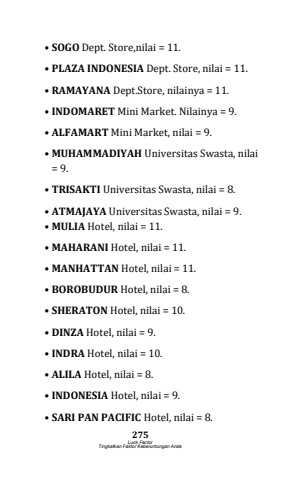 • SOGO Dept. Store,nilai = 11.
• PLAZA INDONESIA Dept. Store, nilai = 11.
• RAMAYANA Dept.Store, nilainya = 11.
• INDOMARET Mini Market. Nilainya = 9.
• ALFAMART Mini Market, nilai = 9.
• MUHAMMADIYAH Universitas Swasta, nilai
= 9.
• TRISAKTI Universitas Swasta, nilai = 8.
• ATMAJAYA Universitas Swasta, nilai = 9.
• MULIA Hotel, nilai = 11.
• MAHARANI Hotel, nilai = 11.
• MANHATTAN Hotel, nilai = 11.
• BOROBUDUR Hotel, nilai = 8.
• SHERATON Hotel, nilai = 10.
• DINZA Hotel, nilai = 9.
• INDRA Hotel, nilai = 10.
• ALILA Hotel, nilai = 8.
• INDONESIA Hotel, nilai = 9.
• SARI PAN PACIFIC Hotel, nilai = 8.
275
Luck Factor
Tingkatkan Faktor Keberuntungan Anda